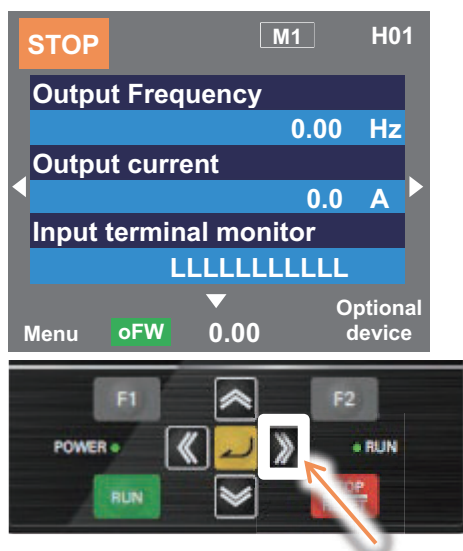 STOP M1 H01
Output Frequency
0.00 Hz
Output current
0.0 A
Input terminal monitor
LLLLLLLLLLL
Menu oFW 0.00 Optional
device
F1 F2
POWER RUN
RUN